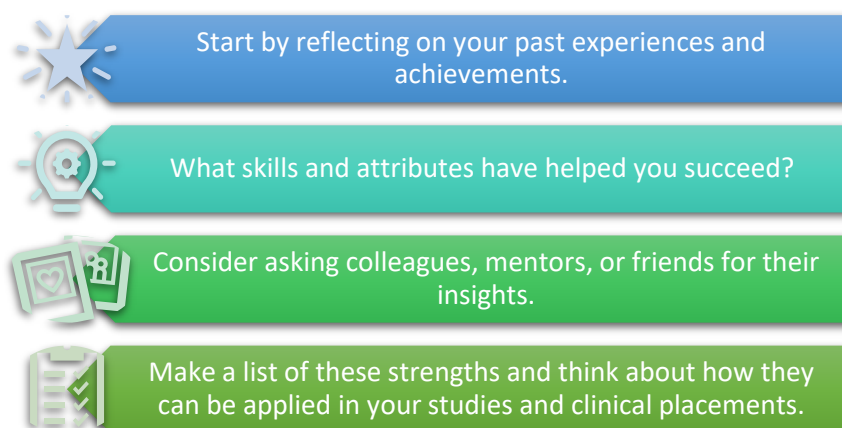 Start by reflecting on your past experiences and
achievements.
What skills and attributes have helped you succeed?
Consider asking colleagues, mentors, or friends for their
insights.
Make a list of these strengths and think about how they
can be applied in your studies and clinical placements.